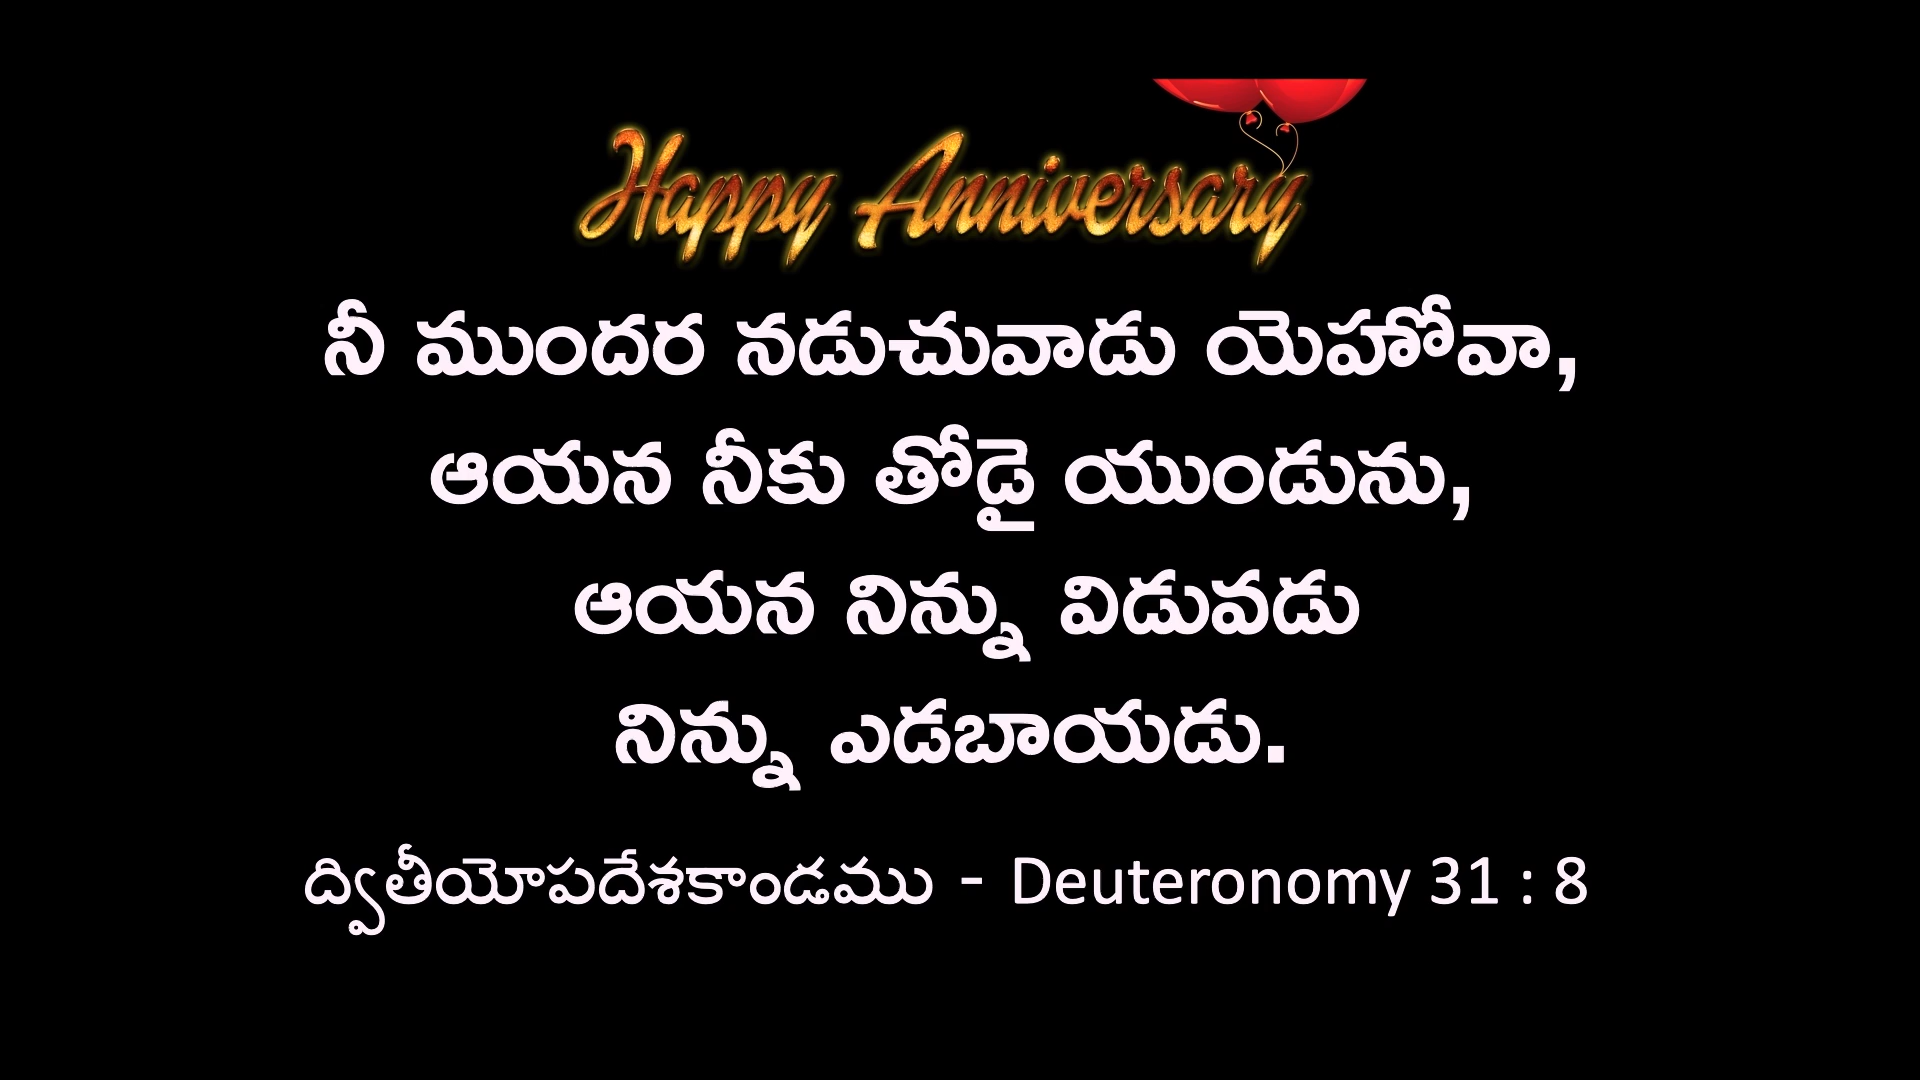 Happy Anniversary
నీ ముందర నడుచువాడు యెహోవా,
ఆయన నీకు తోడై యుండును,
ఆయన నిన్ను విడువడు
నిన్ను ఎడబాయడు.
ద్వితీయోపదేశకాండము - Deuteronomy 31 : 8